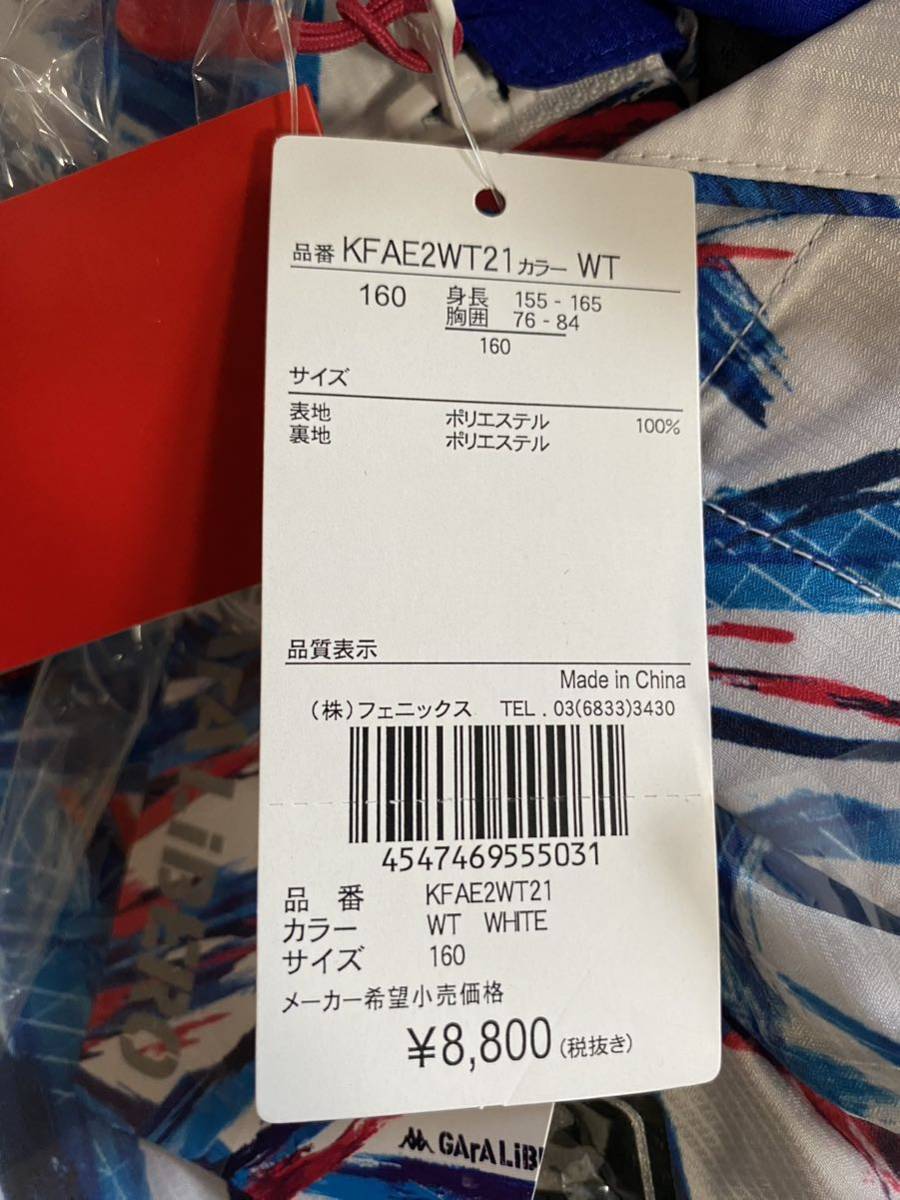 品番 KFAE2WT21 カラー WT
160 身長 155 - 165
胸囲 76 - 84
160
サイズ
表地 ポリエステル 100%
裏地 ポリエステル
品質表示
Made in China
(株)フェニックス TEL . 03(6833)3430
4547469555031
品 番 KFAE2WT21
カラー WT WHITE
サイズ 160
メーカー希望小売価格
¥8,800(税抜き)
LiBERO
GArALiB